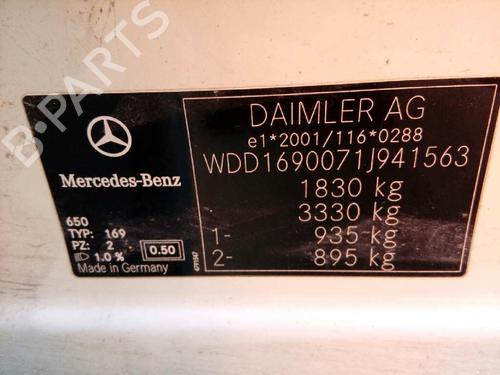 DAIMLER AG
e1*2001/116*0288
WDD1690071J941563
1830 kg
3330 kg
1- 935 kg
2- 895 kg
Mercedes-Benz
650
TYP: 169
PZ: 2
1.0 %
0.50
Made in Germany
B-PARTS